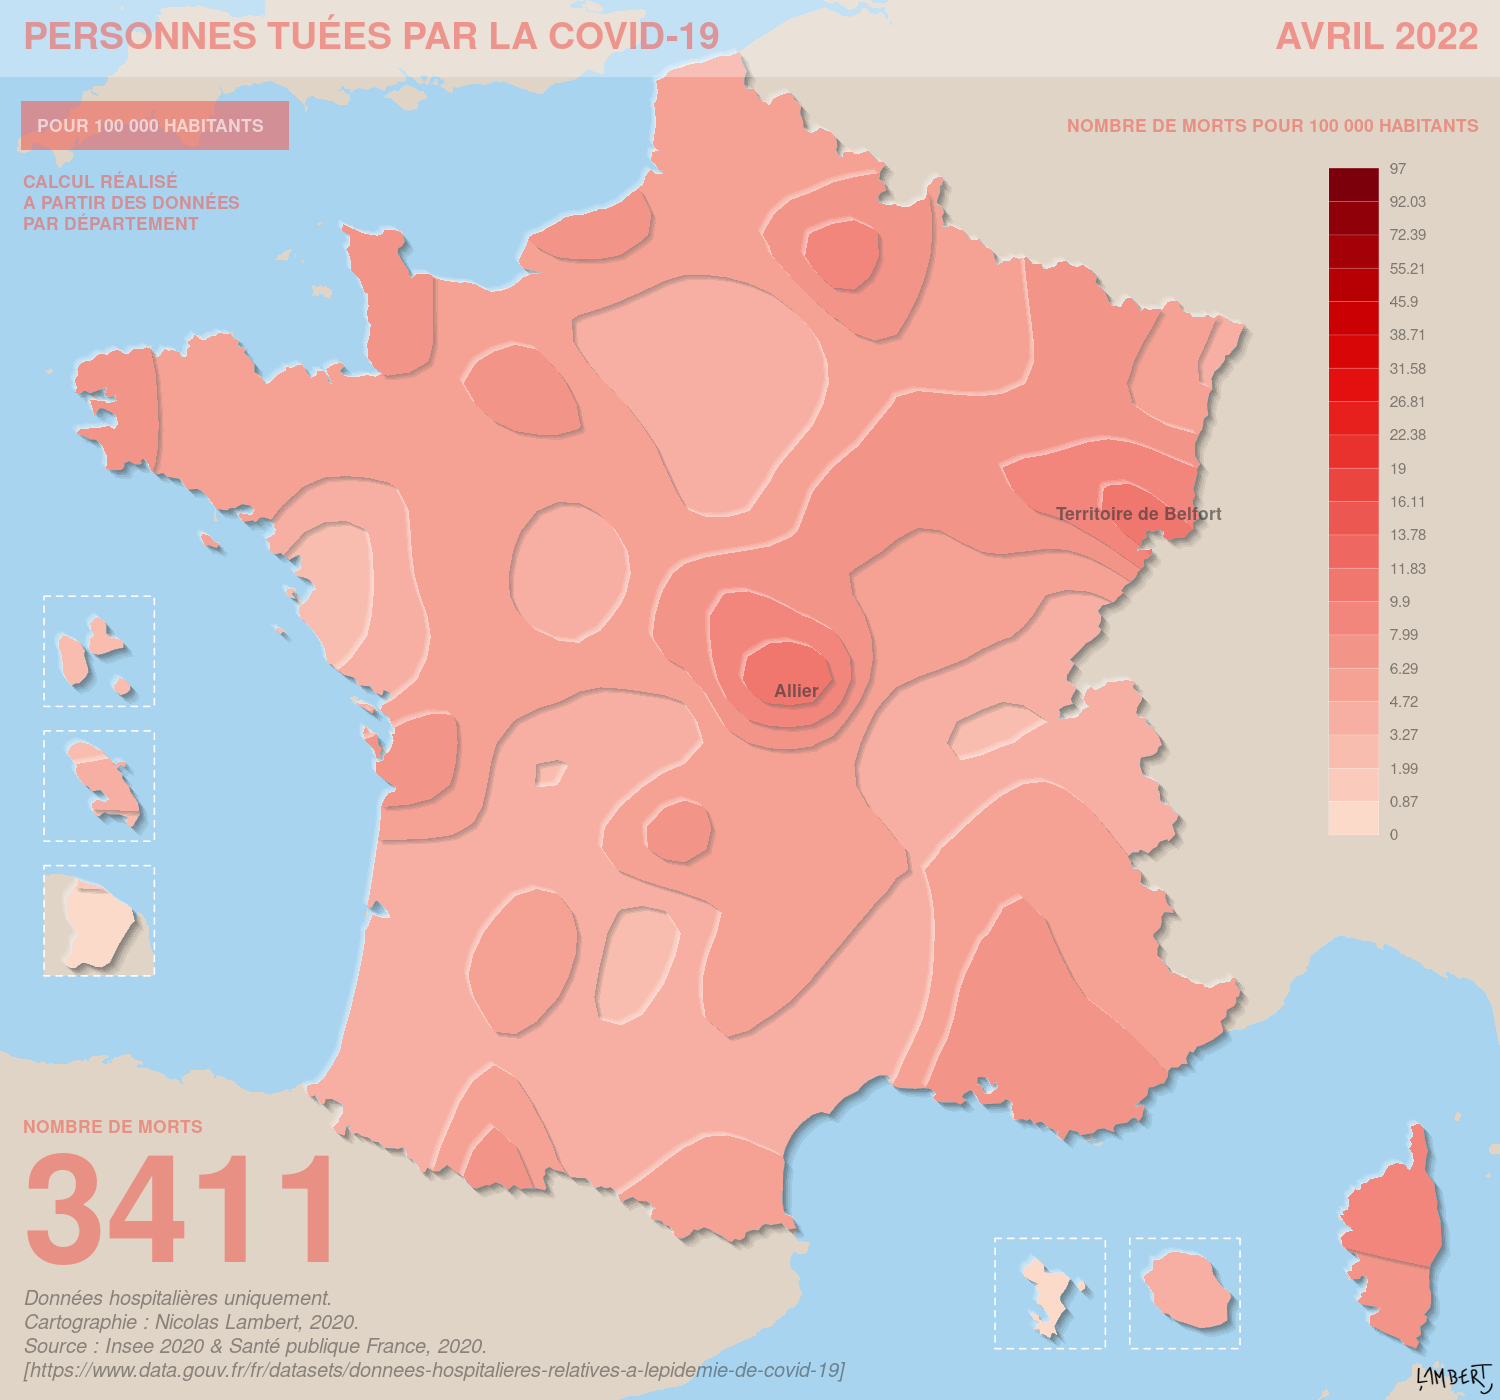 PERSONNES TUÉES PAR LA COVID-19
AVRIL 2022
POUR 100 000 HABITANTS
NOMBRE DE MORTS POUR 100 000 HABITANTS
CALCUL RÉALISÉ
A PARTIR DES DONNÉES
PAR DÉPARTEMENT
97
92.03
72.39
55.21
45.9
38.71
31.58
26.81
22.38
19
16.11
13.78
11.83
9.9
7.99
6.29
4.72
3.27
1.99
0.87
0
Territoire de Belfort
Allier
NOMBRE DE MORTS
3411
Données hospitalières uniquement.
Cartographie : Nicolas Lambert, 2020.
Source : Insee 2020 & Santé publique France, 2020.
[https://www.data.gouv.fr/fr/datasets/donnees-hospitalieres-relatives-a-lepidemie-de-covid-19]
LAMBERT